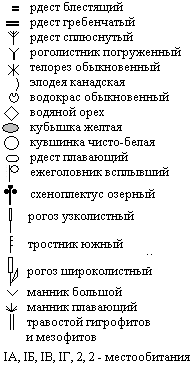 рдест блестящий
рдест гребенчатый
рдест сплюснутый
роголистник погруженный
телорез обыкновенный
элодея канадская
водокрас обыкновенный
водяной орех
кубышка желтая
кувшинка чисто-белая
рдест плавающий
ежеголовник всплывший
схеноплектус озерный
рогоз узколистный
тростник южный
рогоз широколистный
манник большой
манник плавающий
травостой гигрофитов
и мезофитов
IА, IБ, IВ, IГ, 2, 2 - местообитания